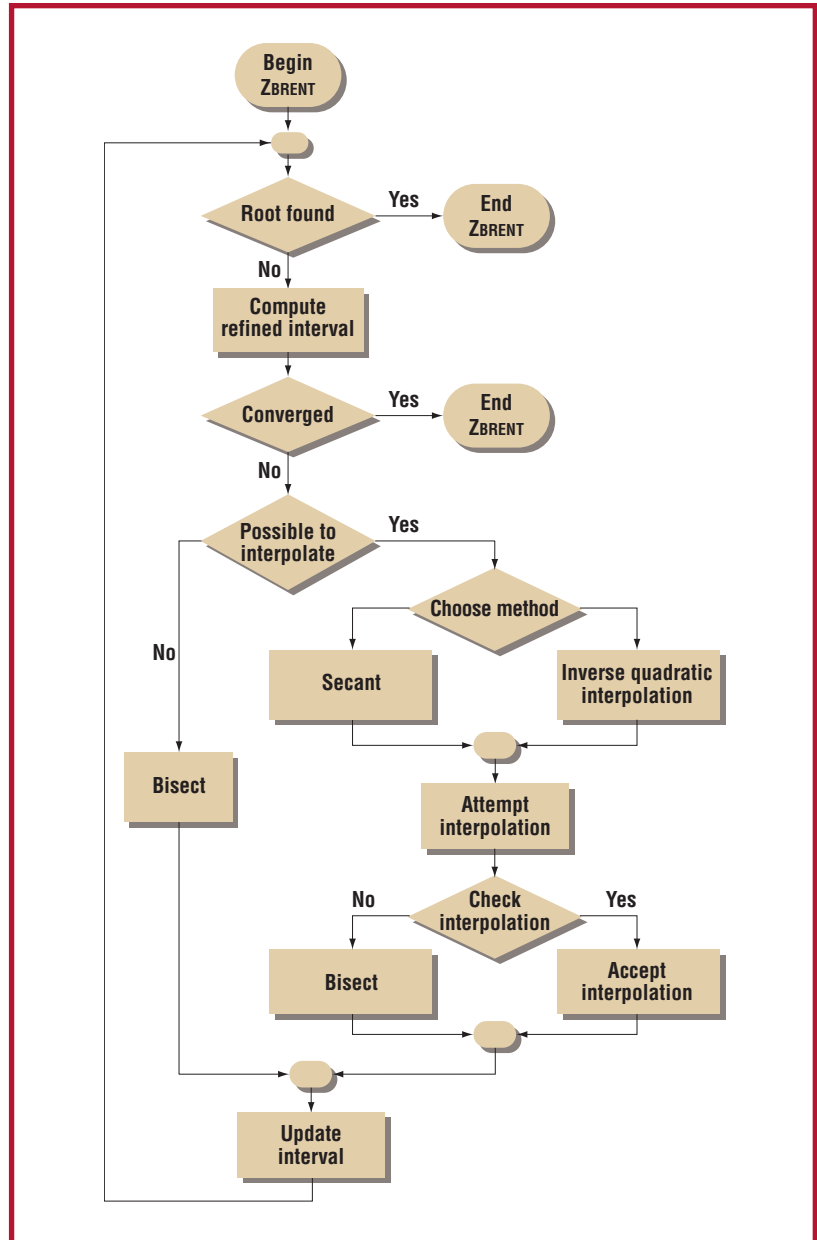 Begin
ZBRENT
Root found
Yes
End
ZBRENT
No
Compute
refined interval
Converged
Yes
End
ZBRENT
No
Possible to
interpolate
Yes
Choose method
No
Secant
Inverse quadratic
interpolation
Bisect
Attempt
interpolation
No
Check
interpolation
Yes
Bisect
Accept
interpolation
Update
interval